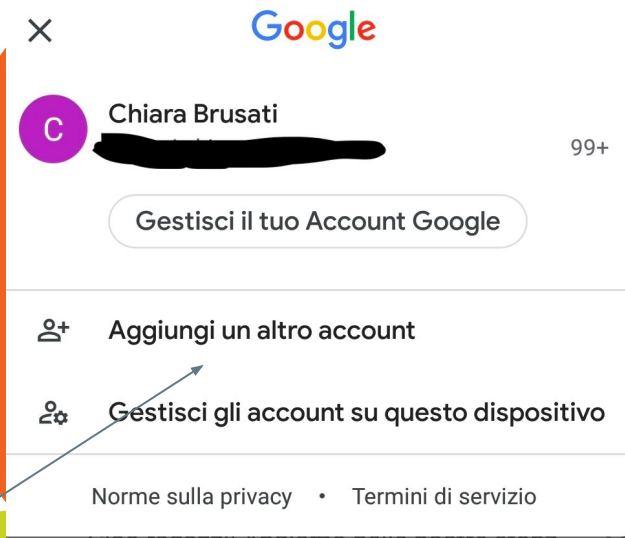 Google
C
Chiara Brusati
99+
Gestisci il tuo Account Google
Aggiungi un altro account
Gestisci gli account su questo dispositivo
Norme sulla privacy • Termini di servizio